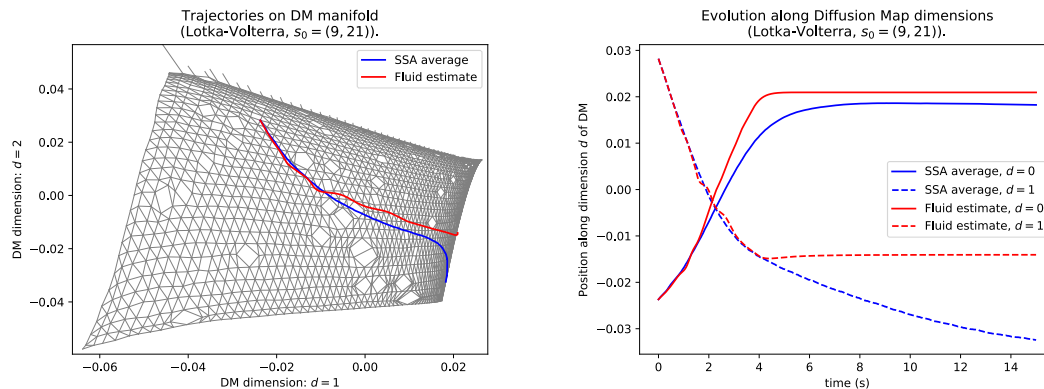 Trajectories on DM manifold
(Lotka-Volterra, s₀ = (9, 21)).
SSA average
Fluid estimate
DM dimension: d = 2
0.04
0.02
0.00
−0.02
−0.04
−0.06
−0.04
−0.02
0.00
0.02
DM dimension: d = 1
Evolution along Diffusion Map dimensions
(Lotka-Volterra, s₀ = (9, 21)).
Position along dimension d of DM
0.03
0.02
0.01
0.00
−0.01
−0.02
−0.03
SSA average, d = 0
SSA average, d = 1
Fluid estimate, d = 0
Fluid estimate, d = 1
0
2
4
6
8
10
12
14
time (s)